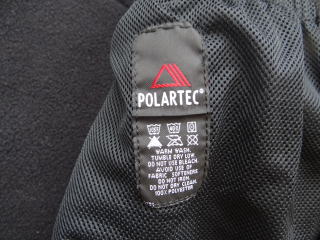 POLARTEC®
WARM WASH.
TUMBLE DRY LOW.
DO NOT USE BLEACH.
AVOID USE OF
FABRIC SOFTENERS
DO NOT IRON.
DO NOT DRY CLEAN.
100% POLYESTER